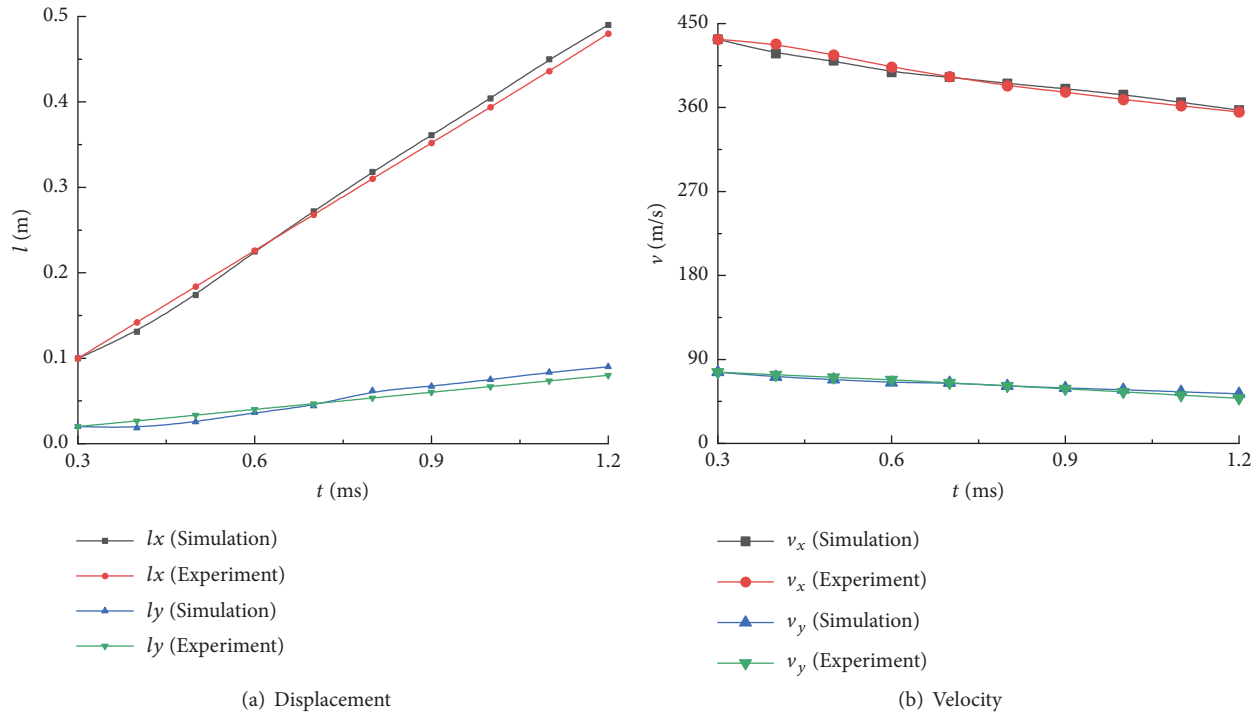 0.5
0.4
0.3
0.2
0.1
0.0
l (m)
0.3
0.6
0.9
1.2
t (ms)
lx (Simulation)
lx (Experiment)
ly (Simulation)
ly (Experiment)
(a) Displacement
450
360
270
180
90
0
v (m/s)
0.3
0.6
0.9
1.2
t (ms)
vₓ (Simulation)
vₓ (Experiment)
v_y (Simulation)
v_y (Experiment)
(b) Velocity